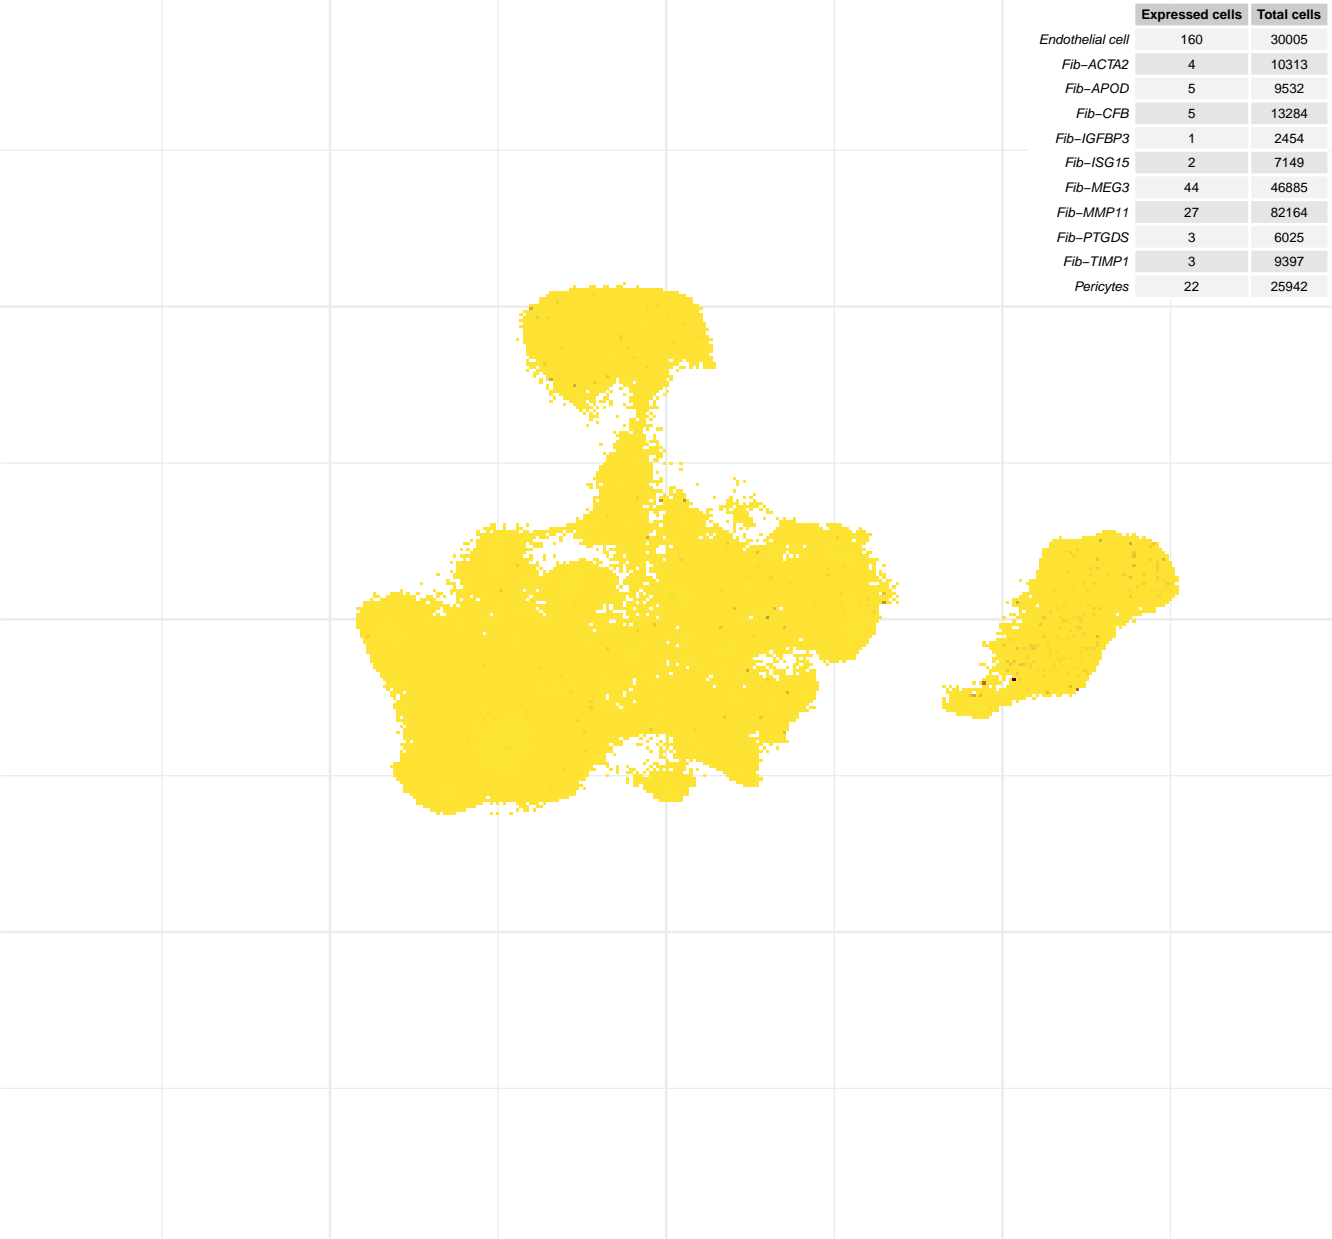 Expressed cells Total cells
Endothelial cell 160 30005
Fib−ACTA2 4 10313
Fib−APOD 5 9532
Fib−CFB 5 13284
Fib−IGFBP3 1 2454
Fib−ISG15 2 7149
Fib−MEG3 44 46885
Fib−MMP11 27 82164
Fib−PTGDS 3 6025
Fib−TIMP1 3 9397
Pericytes 22 25942